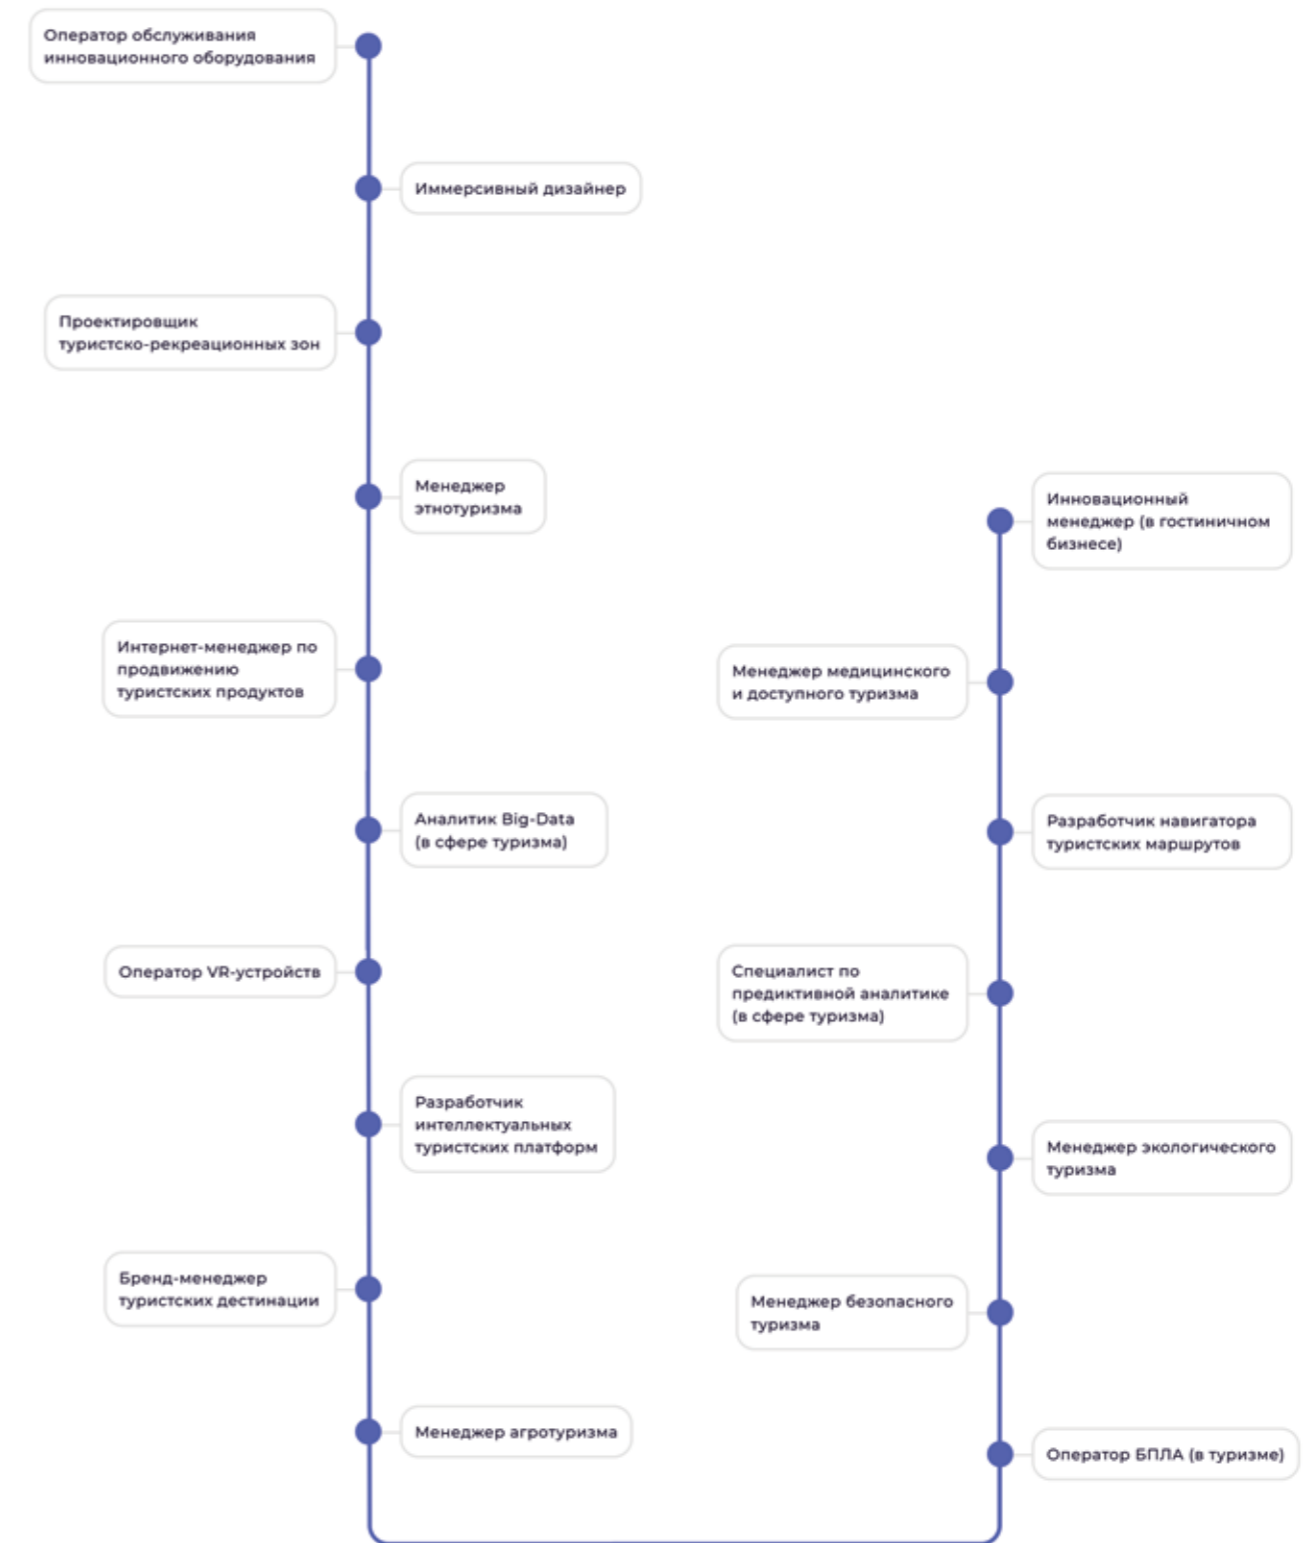 Оператор обслуживания
инновационного оборудования
Иммерсивный дизайнер
Проектировщик
туристско-рекреационных зон
Менеджер
этнотуризма
Интернет-менеджер по
продвижению
туристских продуктов
Аналитик Big-Data
(в сфере туризма)
Оператор VR-устройств
Разработчик
интеллектуальных
туристских платформ
Бренд-менеджер
туристских дестинации
Менеджер агротуризма
Инновационный
менеджер (в гостиничном
бизнесе)
Менеджер медицинского
и доступного туризма
Разработчик навигатора
туристских маршрутов
Специалист по
предиктивной аналитике
(в сфере туризма)
Менеджер экологического
туризма
Менеджер безопасного
туризма
Оператор БПЛА (в туризме)